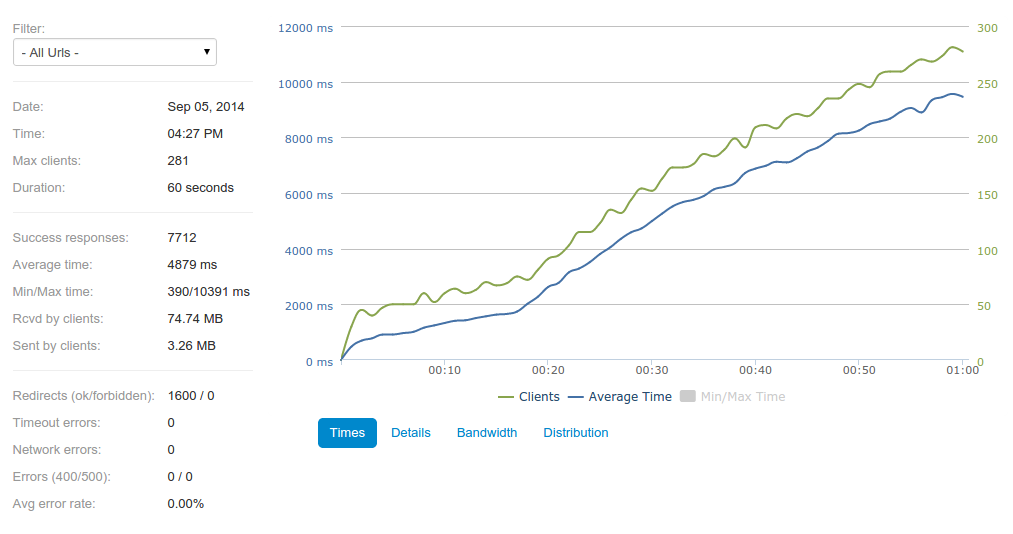 Filter:
- All Urls -
Date: Sep 05, 2014
Time: 04:27 PM
Max clients: 281
Duration: 60 seconds
Success responses: 7712
Average time: 4879 ms
Min/Max time: 390/10391 ms
Rcvd by clients: 74.74 MB
Sent by clients: 3.26 MB
Redirects (ok/forbidden): 1600 / 0
Timeout errors: 0
Network errors: 0
Errors (400/500): 0 / 0
Avg error rate: 0.00%
12000 ms 300
10000 ms 250
8000 ms 200
6000 ms 150
4000 ms 100
2000 ms 50
0 ms 0
00:10 00:20 00:30 00:40 00:50 01:00
Clients Average Time Min/Max Time
Times Details Bandwidth Distribution